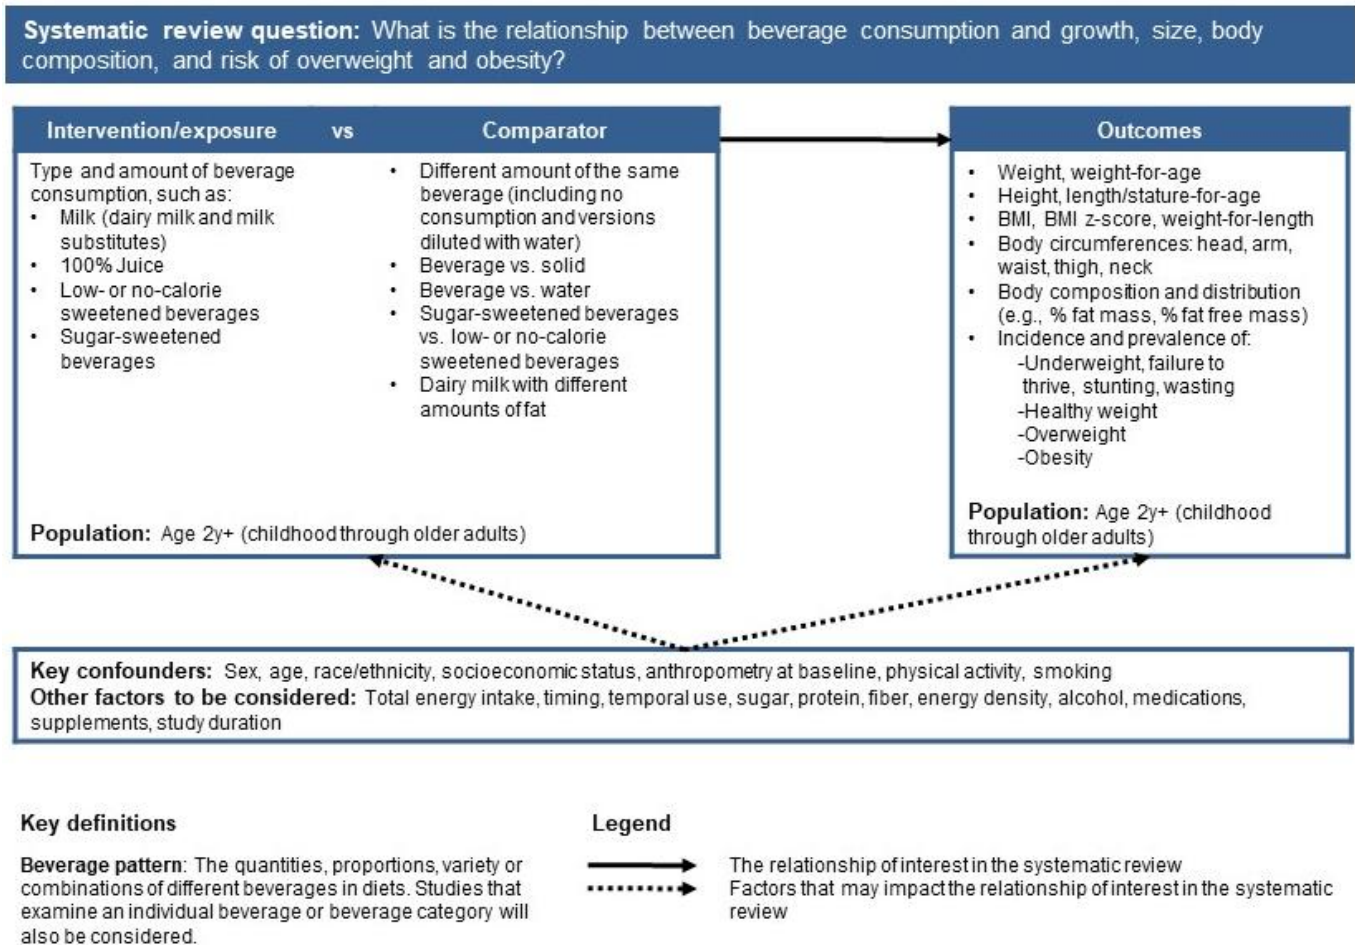 Systematic review question: What is the relationship between beverage consumption and growth, size, body
composition, and risk of overweight and obesity?
Intervention/exposure vs Comparator
Type and amount of beverage
consumption, such as:
• Milk (dairy milk and milk
substitutes)
• 100% Juice
• Low- or no-calorie
sweetened beverages
• Sugar-sweetened
beverages
• Different amount of the same
beverage (including no
consumption and versions
diluted with water)
• Beverage vs. solid
• Beverage vs. water
• Sugar-sweetened beverages
vs. low- or no-calorie
sweetened beverages
• Dairy milk with different
amounts of fat
Population: Age 2y+ (childhood through older adults)
Outcomes
• Weight, weight-for-age
• Height, length/stature-for-age
• BMI, BMI z-score, weight-for-length
• Body circumferences: head, arm,
waist, thigh, neck
• Body composition and distribution
(e.g., % fat mass, % fat free mass)
• Incidence and prevalence of:
-Underweight, failure to
thrive, stunting, wasting
-Healthy weight
-Overweight
-Obesity
Population: Age 2y+ (childhood
through older adults)
Key confounders: Sex, age, race/ethnicity, socioeconomic status, anthropometry at baseline, physical activity, smoking
Other factors to be considered: Total energy intake, timing, temporal use, sugar, protein, fiber, energy density, alcohol, medications,
supplements, study duration
Key definitions
Beverage pattern: The quantities, proportions, variety or
combinations of different beverages in diets. Studies that
examine an individual beverage or beverage category will
also be considered.
Legend
The relationship of interest in the systematic review
Factors that may impact the relationship of interest in the systematic
review